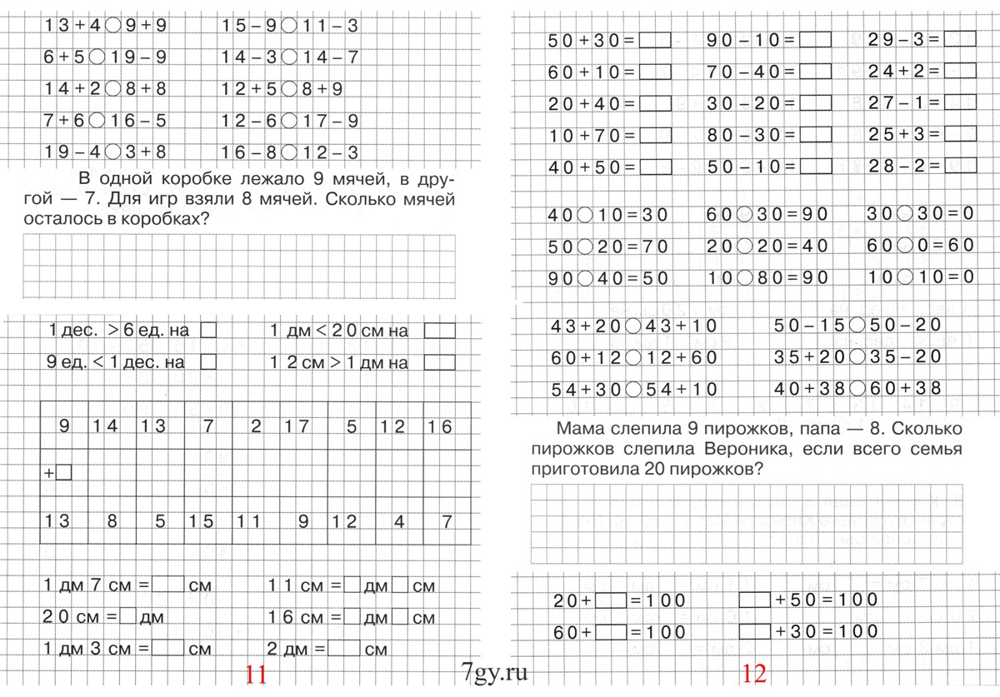 13+4○9+9 15−9○11−3
6+5○19−9 14−3○14−7
14+2○8+8 12+5○8+9
7+6○16−5 12−6○17−9
19−4○3+8 16−8○12−3
В одной коробке лежало 9 мячей, в дру-
гой — 7. Для игр взяли 8 мячей. Сколько мячей
осталось в коробках?
1 дес. > 6 ед. на □ 1 дм < 20 см на □
9 ед. < 1 дес. на □ 12 см > 1 дм на □
9 14 13 7 2 17 5 12 16
+□
13 8 5 15 11 9 12 4 7
1 дм 7 см = □ см 11 см = □ дм □ см
20 см = □ дм 16 см = □ дм □ см
1 дм 3 см = □ см 2 дм = □ см
11
50+30=□ 90−10=□ 29−3=□
60+10=□ 70−40=□ 24+2=□
20+40=□ 30−20=□ 27−1=□
10+70=□ 80−30=□ 25+3=□
40+50=□ 50−10=□ 28−2=□
40○10=30 60○30=90 30○30=0
50○20=70 20○20=40 60○0=60
90○40=50 10○80=90 10○10=0
43+20○43+10 50−15○50−20
60+12○12+60 35+20○35−20
54+30○54+10 40+38○60+38
Мама слепила 9 пирожков, папа — 8. Сколько
пирожков слепила Вероника, если всего семья
приготовила 20 пирожков?
20+□=100 □+50=100
60+□=100 □+30=100
7gy.ru
12